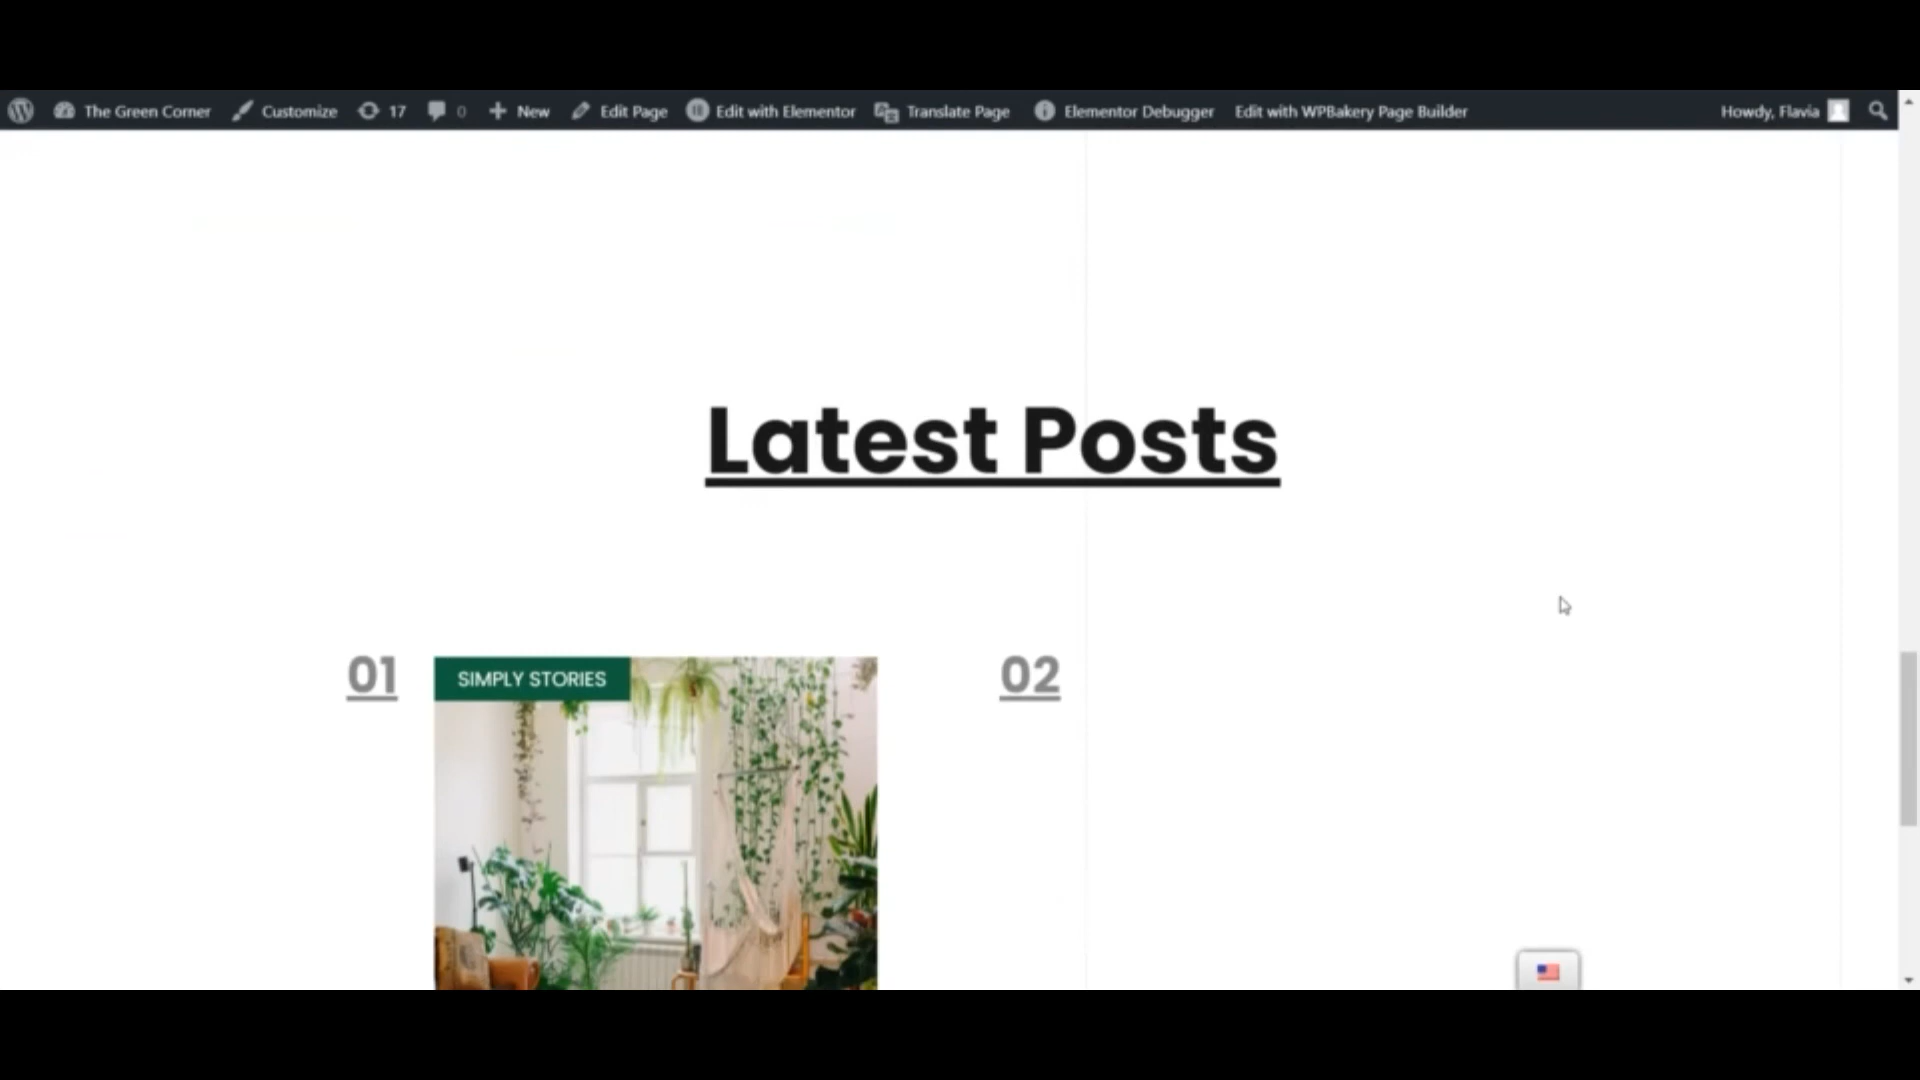 The Green Corner Customize 17 0 New Edit Page Edit with Elementor Translate Page Elementor Debugger Edit with WPBakery Page Builder Howdy, Flavia
Latest Posts
01 SIMPLY STORIES 02